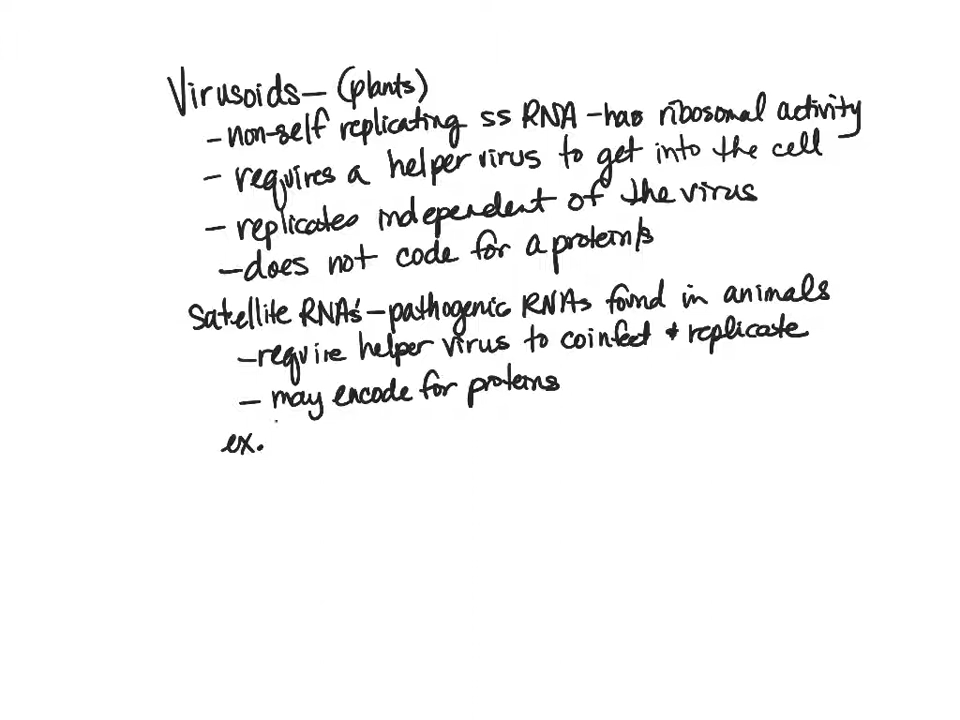 Virusoids - (plants)
- non-self replicating ss RNA - has ribosomal activity
- requires a helper virus to get into the cell
- replicates independent of the virus
- does not code for a protein/s
Satellite RNA's - pathogenic RNAs found in animals
- require helper virus to coinfect + replicate
- may encode for proteins
ex.